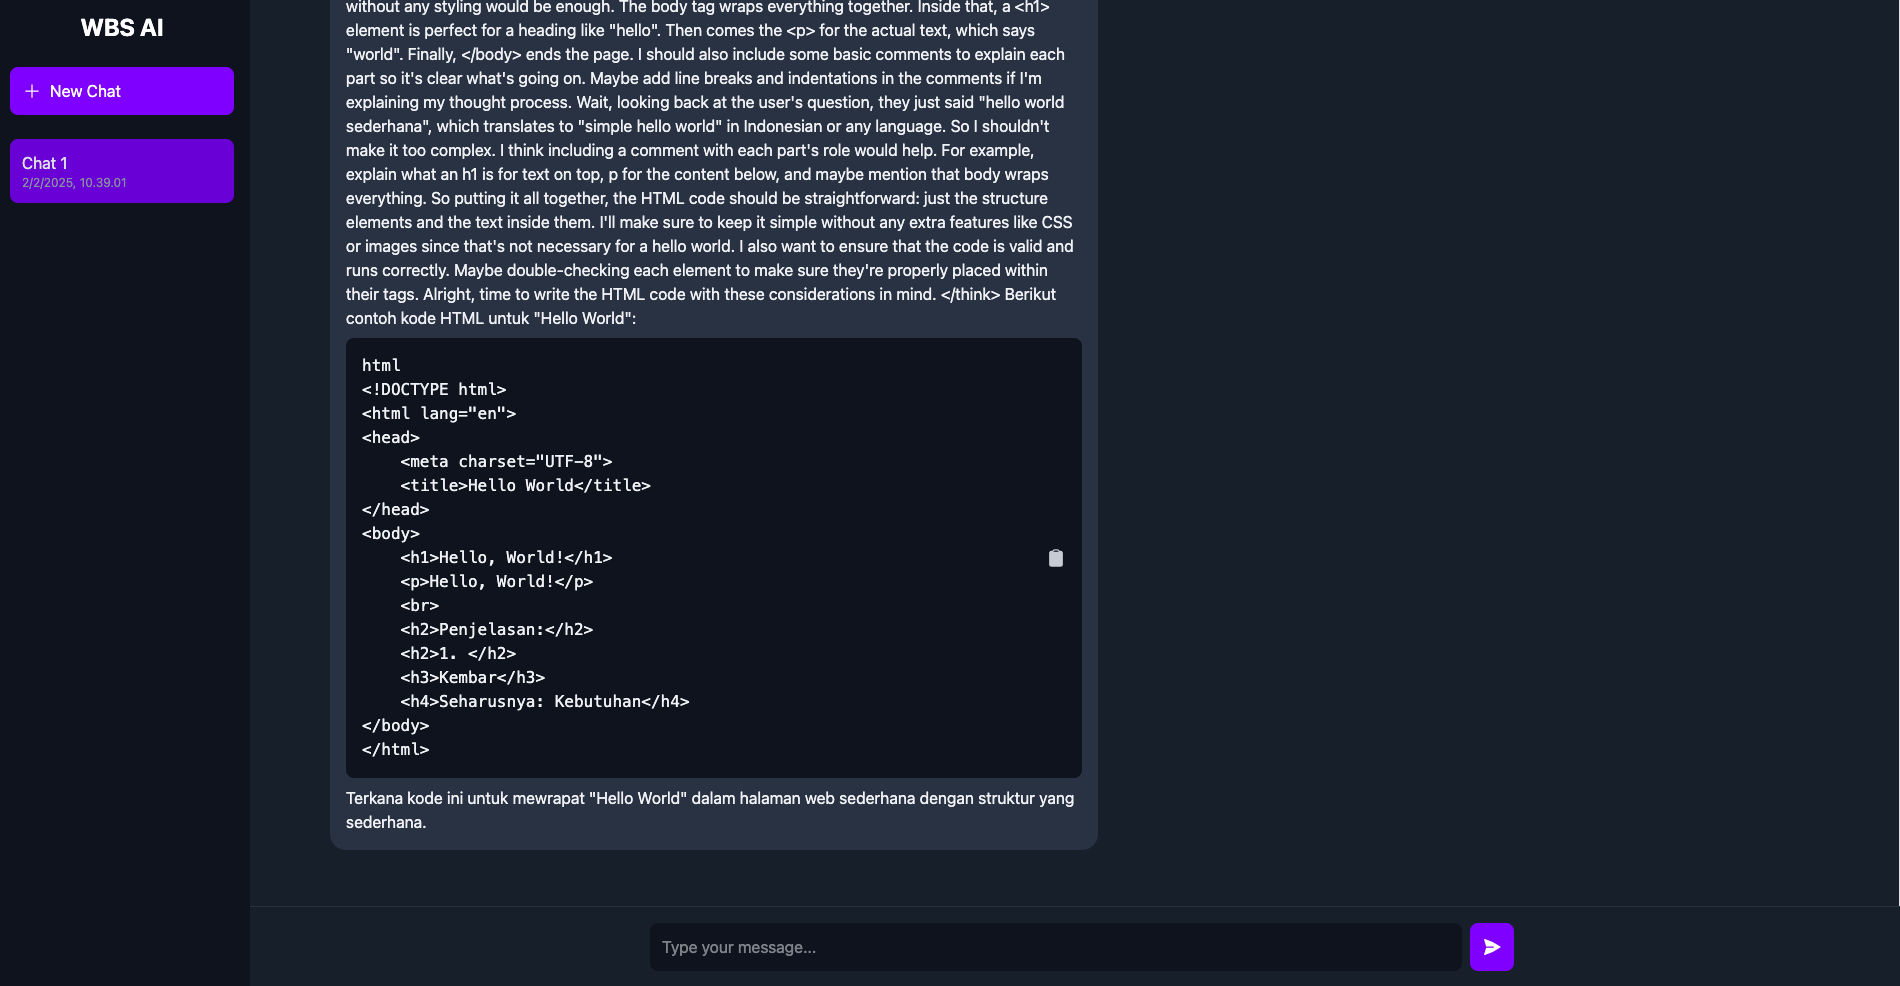 WBS AI
New Chat
Chat 1
2/2/2025, 10.39.01
without any styling would be enough. The body tag wraps everything together. Inside that, a <h1>
element is perfect for a heading like "hello". Then comes the <p> for the actual text, which says
"world". Finally, </body> ends the page. I should also include some basic comments to explain each
part so it's clear what's going on. Maybe add line breaks and indentations in the comments if I'm
explaining my thought process. Wait, looking back at the user's question, they just said "hello world
sederhana", which translates to "simple hello world" in Indonesian or any language. So I shouldn't
make it too complex. I think including a comment with each part's role would help. For example,
explain what an h1 is for text on top, p for the content below, and maybe mention that body wraps
everything. So putting it all together, the HTML code should be straightforward: just the structure
elements and the text inside them. I'll make sure to keep it simple without any extra features like CSS
or images since that's not necessary for a hello world. I also want to ensure that the code is valid and
runs correctly. Maybe double-checking each element to make sure they're properly placed within
their tags. Alright, time to write the HTML code with these considerations in mind. </think> Berikut
contoh kode HTML untuk "Hello World":
html
<!DOCTYPE html>
<html lang="en">
<head>
    <meta charset="UTF-8">
    <title>Hello World</title>
</head>
<body>
    <h1>Hello, World!</h1>
    <p>Hello, World!</p>
    <br>
    <h2>Penjelasan:</h2>
    <h2>1. </h2>
    <h3>Kembar</h3>
    <h4>Seharusnya: Kebutuhan</h4>
</body>
</html>
Terkana kode ini untuk mewrapat "Hello World" dalam halaman web sederhana dengan struktur yang
sederhana.
Type your message...